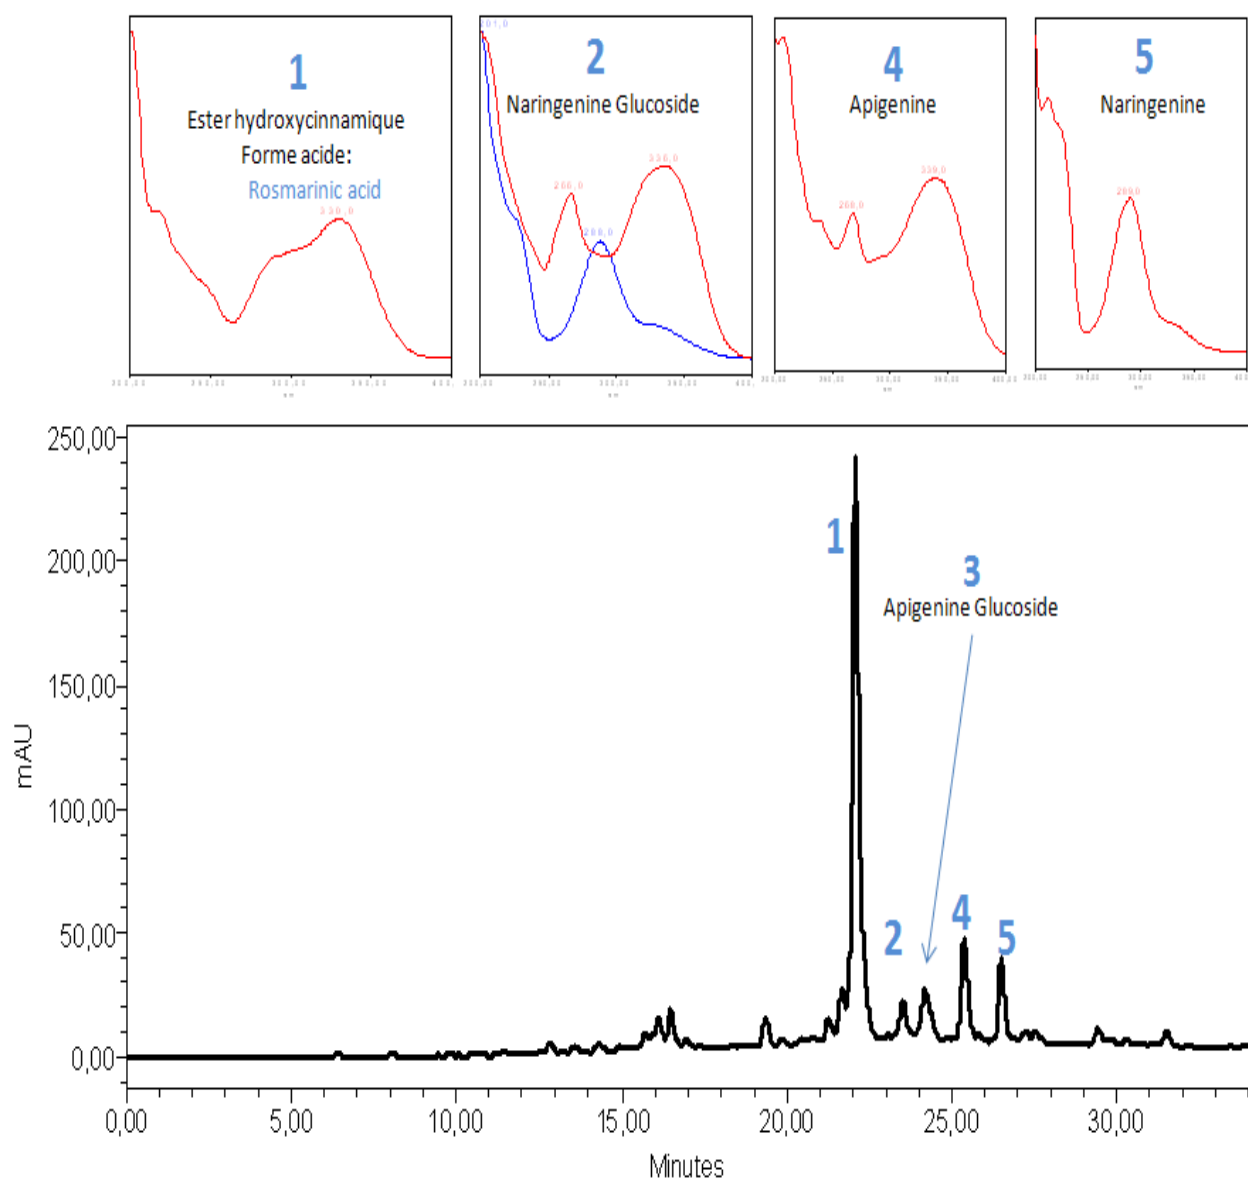 1
Ester hydroxycinnamique
Forme acide:
Rosmarinic acid
330,0
2
Naringenine Glucoside
201,0
266,0
336,0
288,0
4
Apigenine
268,0
339,0
5
Naringenine
289,0
250,00
200,00
150,00
100,00
50,00
0,00
mAU
1
3
Apigenine Glucoside
2
4
5
0,00 5,00 10,00 15,00 20,00 25,00 30,00
Minutes